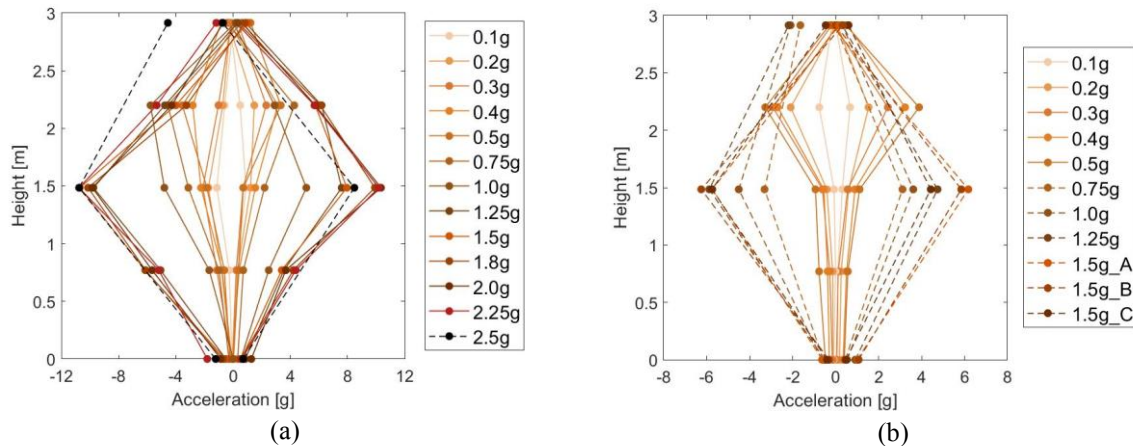 3
2.5
2
1.5
1
0.5
0
Height [m]
-12 -8 -4 0 4 8 12
Acceleration [g]
0.1g
0.2g
0.3g
0.4g
0.5g
0.75g
1.0g
1.25g
1.5g
1.8g
2.0g
2.25g
2.5g
(a)
3
2.5
2
1.5
1
0.5
0
Height [m]
-8 -6 -4 -2 0 2 4 6 8
Acceleration [g]
0.1g
0.2g
0.3g
0.4g
0.5g
0.75g
1.0g
1.25g
1.5g_A
1.5g_B
1.5g_C
(b)